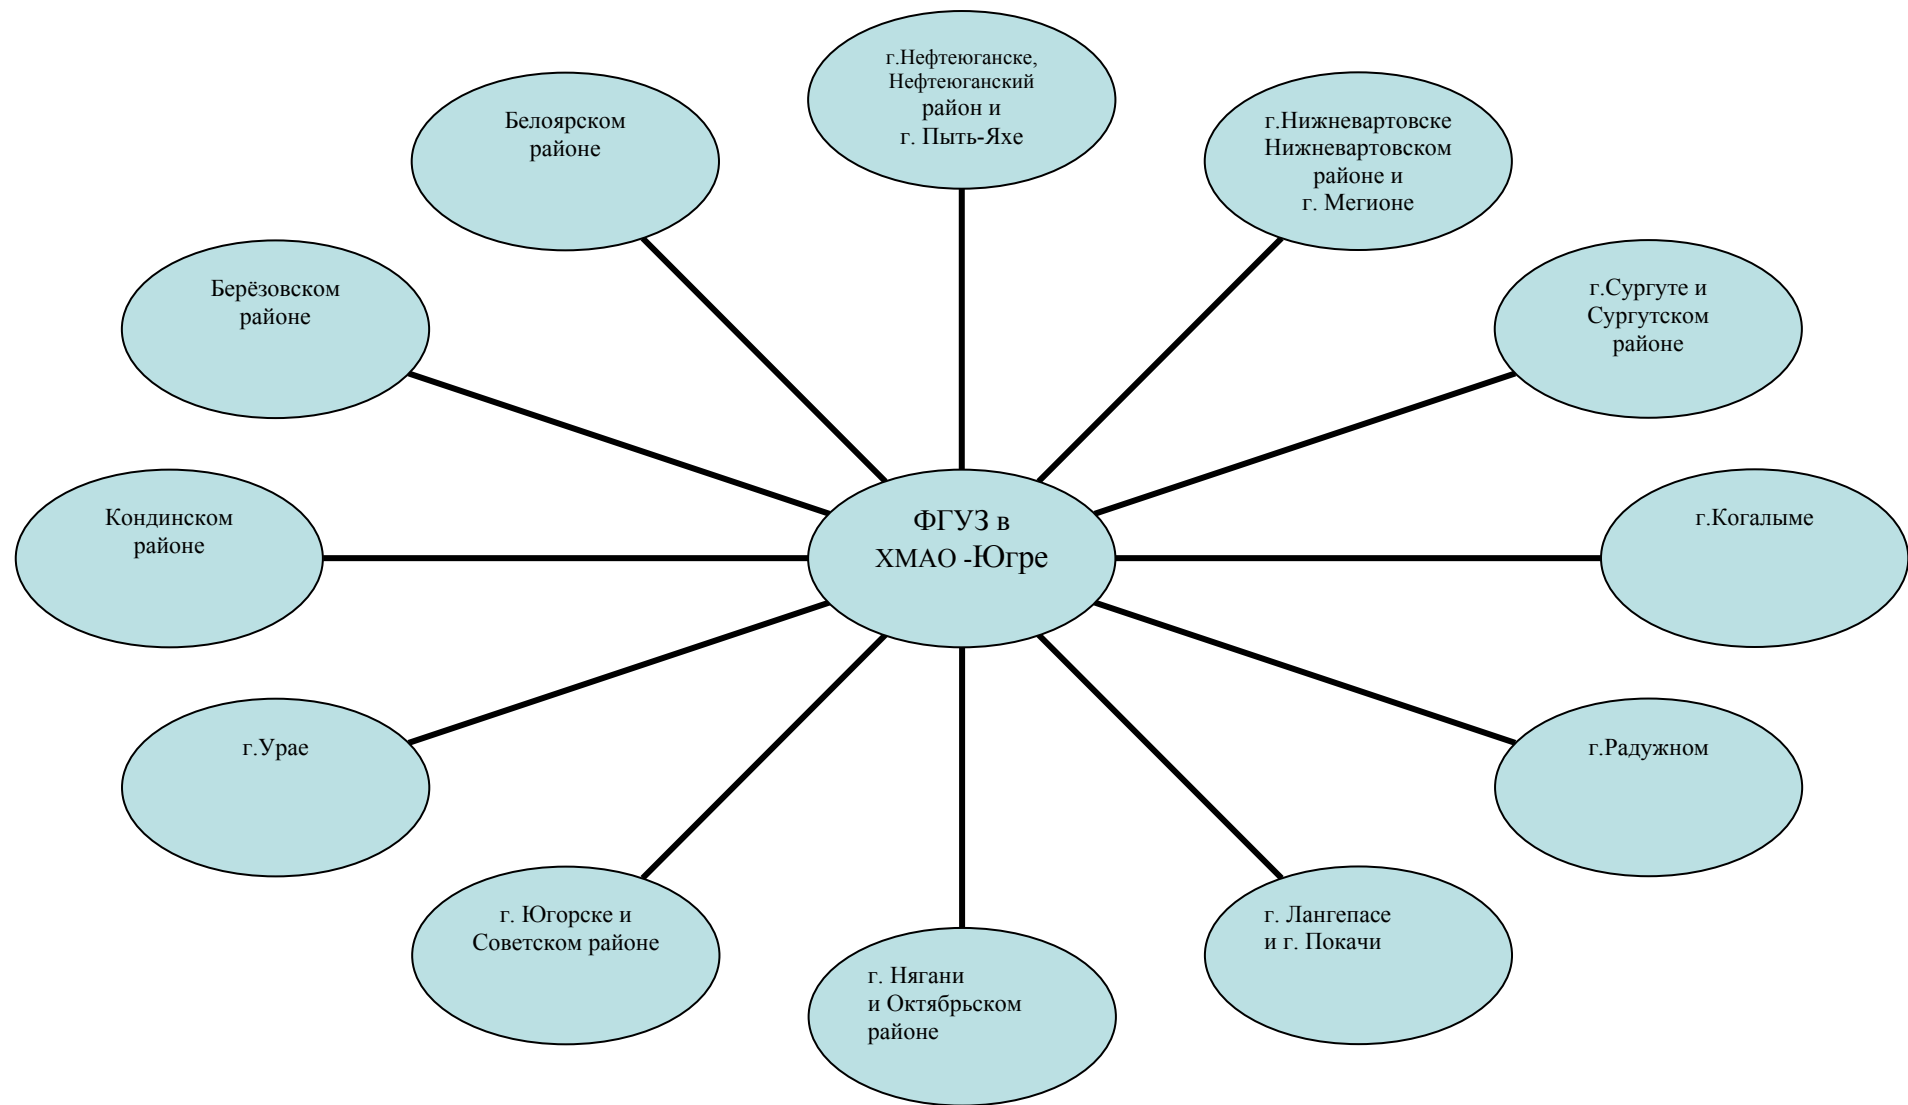 г.Нефтеюганске,
Нефтеюганский
район и
г. Пыть-Яхе
г.Нижневартовске
Нижневартовском
районе и
г. Мегионе
г.Сургуте и
Сургутском
районе
г.Когалыме
г.Радужном
г. Лангепасе
и г. Покачи
г. Нягани
и Октябрьском
районе
г. Югорске и
Советском районе
г.Урае
Кондинском
районе
Берёзовском
районе
Белоярском
районе
ФГУЗ в
ХМАО -Югре